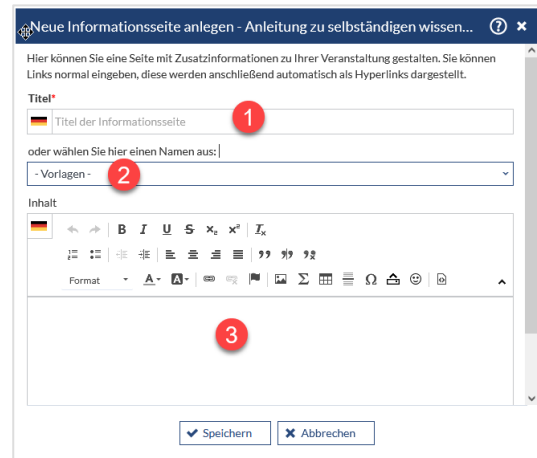 Neue Informationsseite anlegen - Anleitung zu selbständigen wissen...
Hier können Sie eine Seite mit Zusatzinformationen zu Ihrer Veranstaltung gestalten. Sie können
Links normal eingeben, diese werden anschließend automatisch als Hyperlinks dargestellt.
Titel*
Titel der Informationsseite
1
oder wählen Sie hier einen Namen aus:
- Vorlagen -
2
Inhalt
B I U S x₂ x² Tx
Format A A Σ Ω
3
Speichern Abbrechen